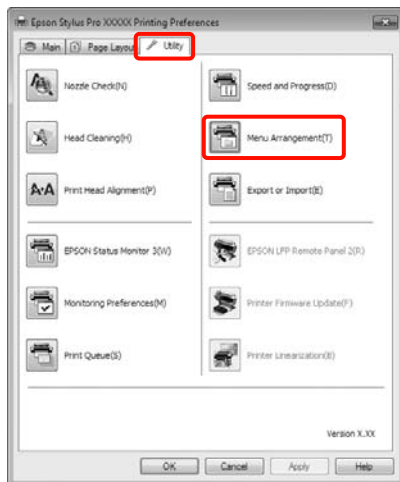 Epson Stylus Pro XXXXX Printing Preferences
Main Page Layout Utility
Nozzle Check(N)
Speed and Progress(D)
Head Cleaning(H)
Menu Arrangement(T)
Print Head Alignment(P)
Export or Import(E)
EPSON Status Monitor 3(W)
EPSON LFP Remote Panel 2(R)
Monitoring Preferences(M)
Printer Firmware Update(F)
Print Queue(S)
Printer Linearization(B)
Version X.XX
OK Cancel Apply Help